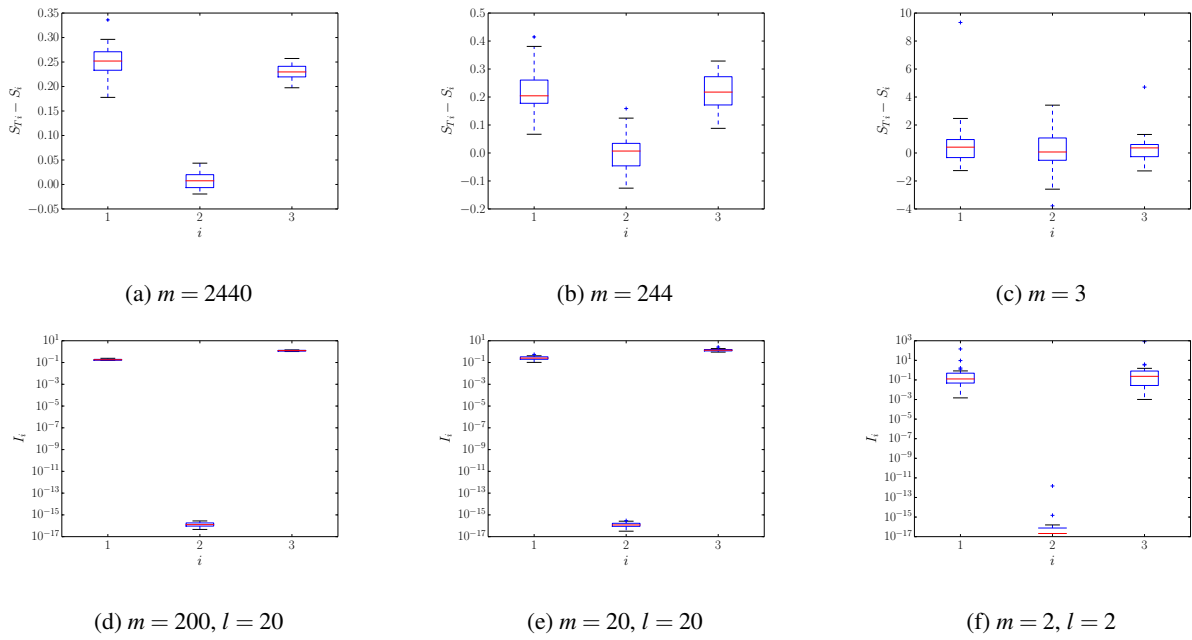 0.35
0.30
0.25
0.20
0.15
0.10
0.05
0.00
−0.05
S_{Ti} − S_i
1 2 3
i
(a) m = 2440
0.5
0.4
0.3
0.2
0.1
0.0
−0.1
−0.2
S_{Ti} − S_i
1 2 3
i
(b) m = 244
10
8
6
4
2
0
−2
−4
S_{Ti} − S_i
1 2 3
i
(c) m = 3
10^1
10^{-1}
10^{-3}
10^{-5}
10^{-7}
10^{-9}
10^{-11}
10^{-13}
10^{-15}
10^{-17}
I_i
1 2 3
i
(d) m = 200, l = 20
10^1
10^{-1}
10^{-3}
10^{-5}
10^{-7}
10^{-9}
10^{-11}
10^{-13}
10^{-15}
10^{-17}
I_i
1 2 3
i
(e) m = 20, l = 20
10^3
10^1
10^{-1}
10^{-3}
10^{-5}
10^{-7}
10^{-9}
10^{-11}
10^{-13}
10^{-15}
10^{-17}
I_i
1 2 3
i
(f) m = 2, l = 2